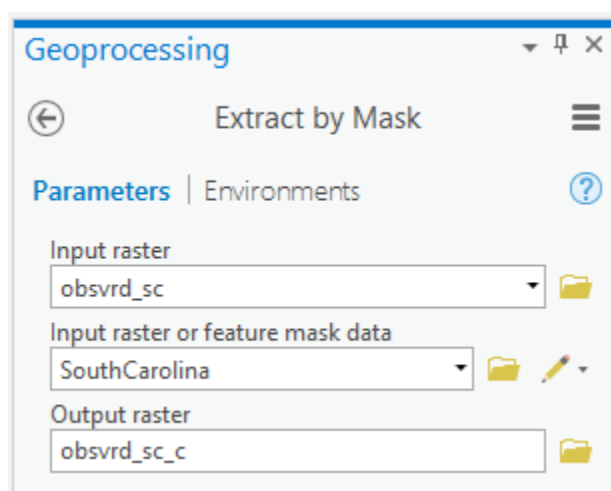 Geoprocessing
Extract by Mask
Parameters | Environments
Input raster
obsvrd_sc
Input raster or feature mask data
SouthCarolina
Output raster
obsvrd_sc_c